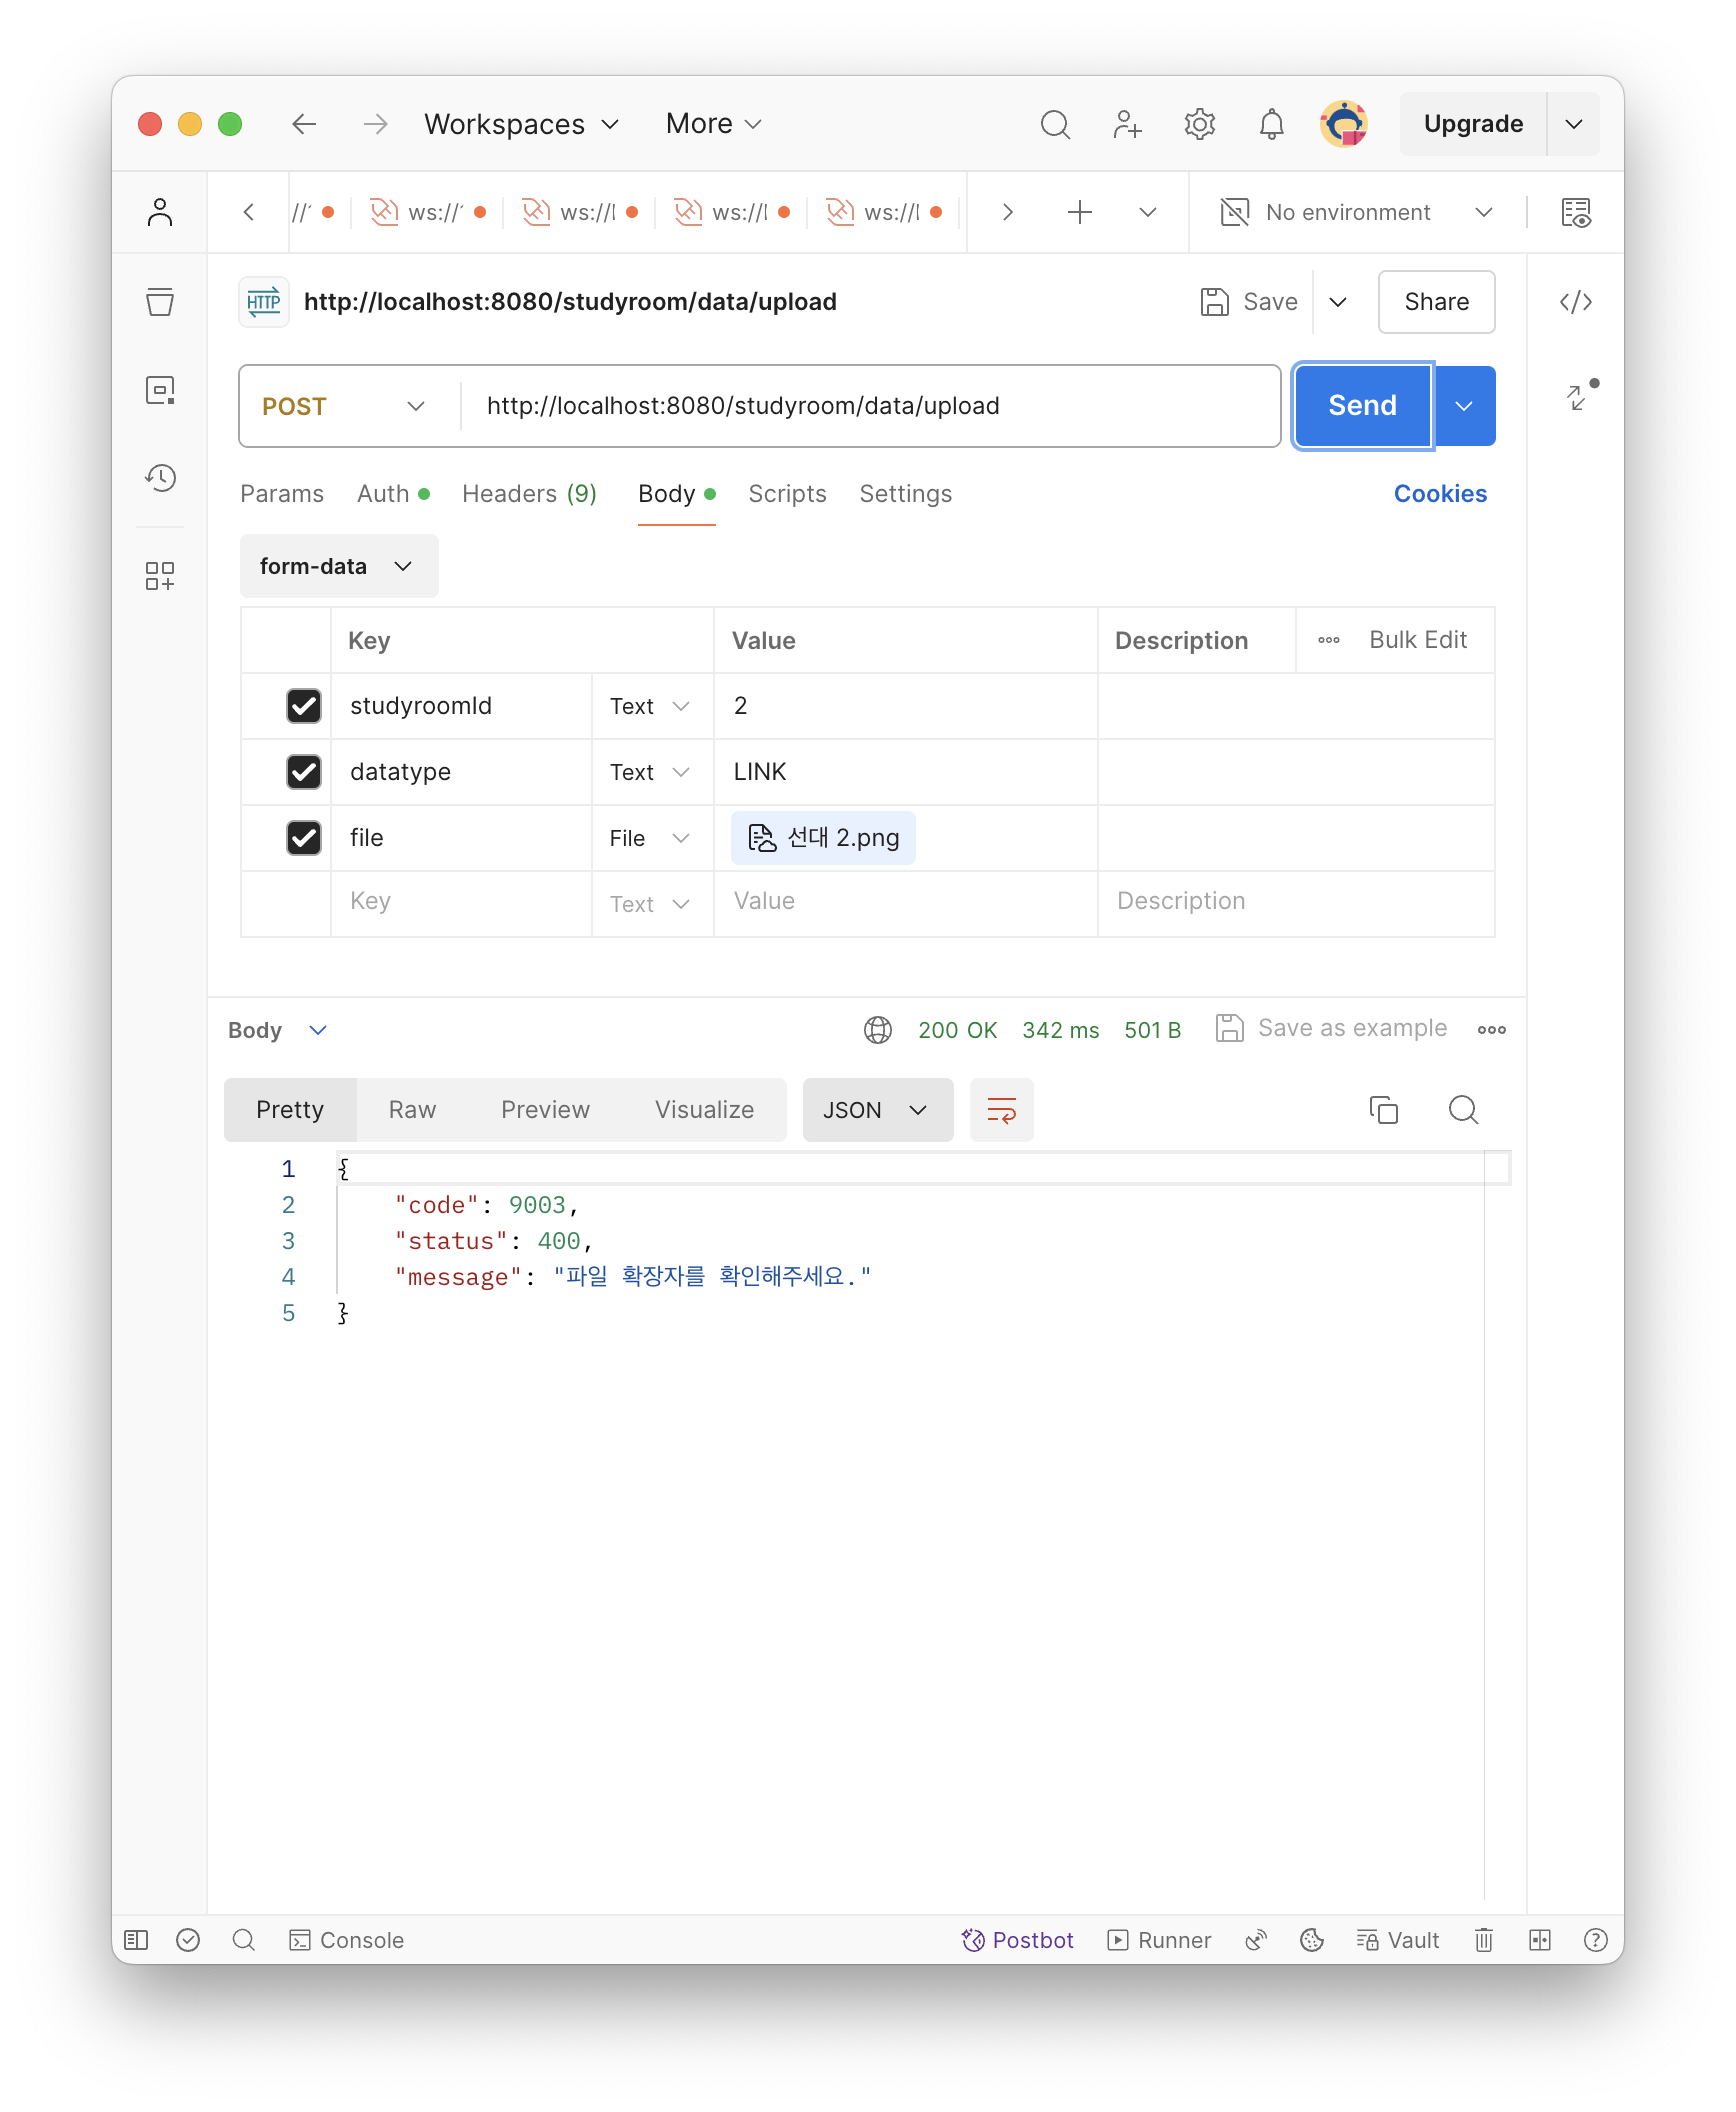 Workspaces More Upgrade
//' ws://' ws://l ws://l ws://l No environment
HTTP http://localhost:8080/studyroom/data/upload Save Share
POST http://localhost:8080/studyroom/data/upload Send
Params Auth Headers (9) Body Scripts Settings Cookies
form-data
Key Value Description Bulk Edit
studyroomId Text 2
datatype Text LINK
file File 선대 2.png
Key Text Value Description
Body 200 OK 342 ms 501 B Save as example
Pretty Raw Preview Visualize JSON
1 {
2 "code": 9003,
3 "status": 400,
4 "message": "파일 확장자를 확인해주세요."
5 }
Console Postbot Runner Vault